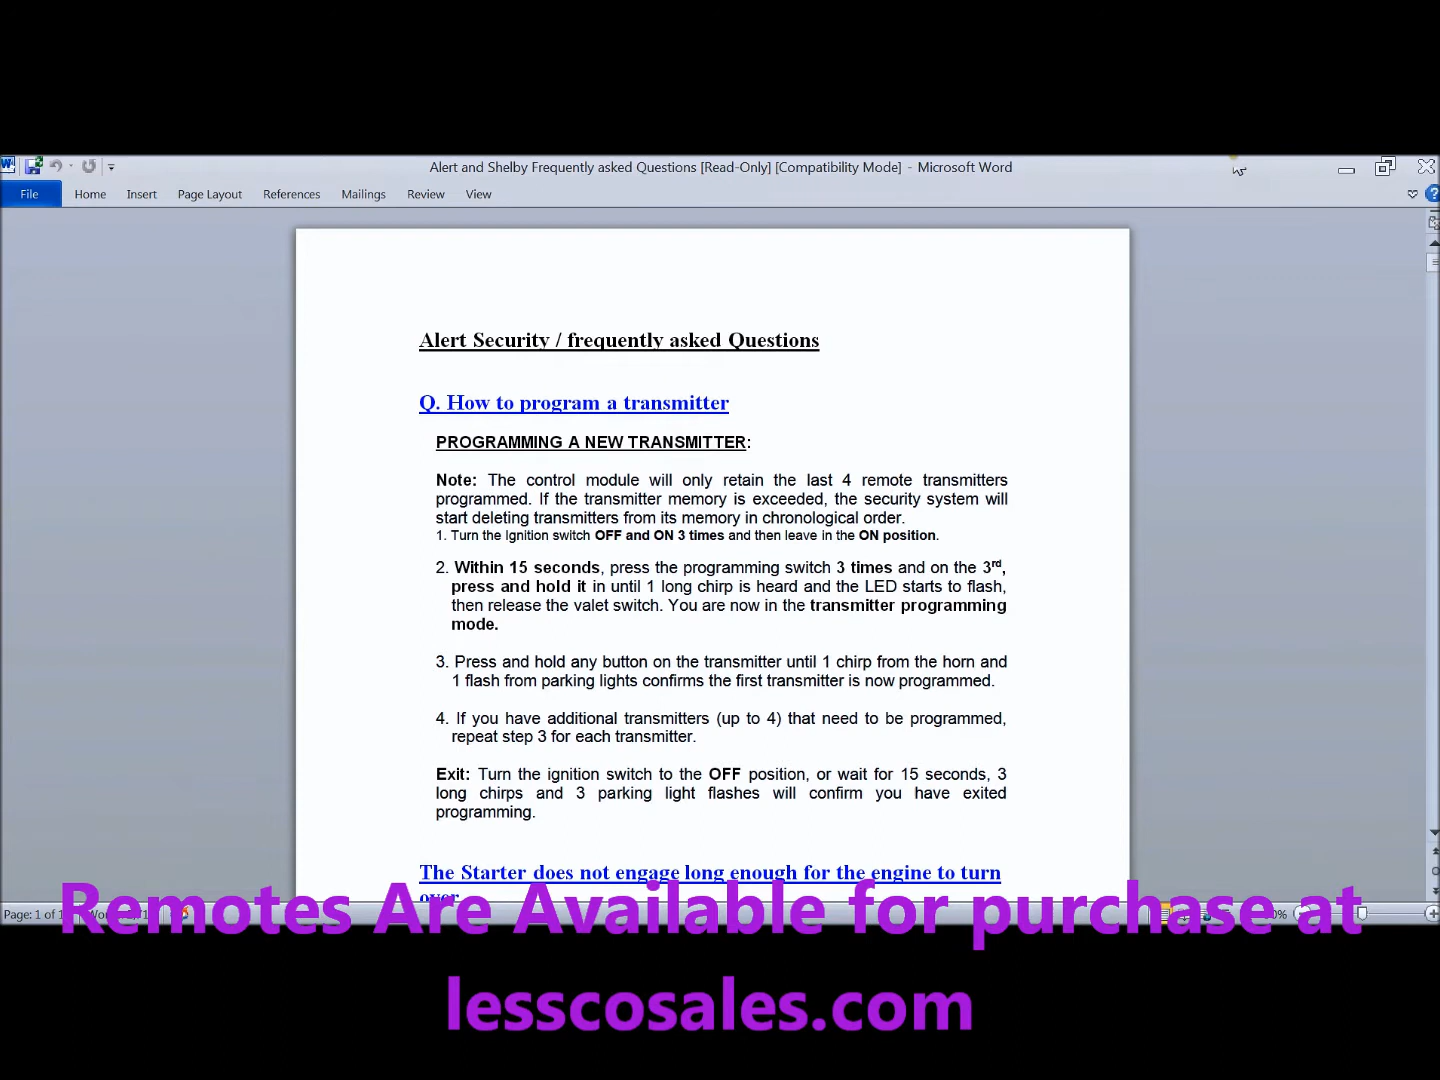 Alert and Shelby Frequently asked Questions [Read-Only] [Compatibility Mode] - Microsoft Word
File Home Insert Page Layout References Mailings Review View
Alert Security / frequently asked Questions
Q. How to program a transmitter
PROGRAMMING A NEW TRANSMITTER:
Note: The control module will only retain the last 4 remote transmitters
programmed. If the transmitter memory is exceeded, the security system will
start deleting transmitters from its memory in chronological order.
1. Turn the Ignition switch OFF and ON 3 times and then leave in the ON position.
2. Within 15 seconds, press the programming switch 3 times and on the 3rd,
press and hold it in until 1 long chirp is heard and the LED starts to flash,
then release the valet switch. You are now in the transmitter programming
mode.
3. Press and hold any button on the transmitter until 1 chirp from the horn and
1 flash from parking lights confirms the first transmitter is now programmed.
4. If you have additional transmitters (up to 4) that need to be programmed,
repeat step 3 for each transmitter.
Exit: Turn the ignition switch to the OFF position, or wait for 15 seconds, 3
long chirps and 3 parking light flashes will confirm you have exited
programming.
The Starter does not engage long enough for the engine to turn
over
Page: 1 of
Remotes Are Available for purchase at
lesscosales.com